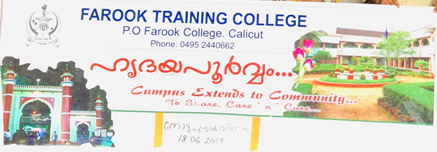 FAROOK TRAINING COLLEGE
P.O Farook College, Calicut
Phone: 0495 2440662
ഹൃദയപൂർവ്വം...
Campus Extends to Community...
To Share, Care 'n' Cure...
18 06 2019